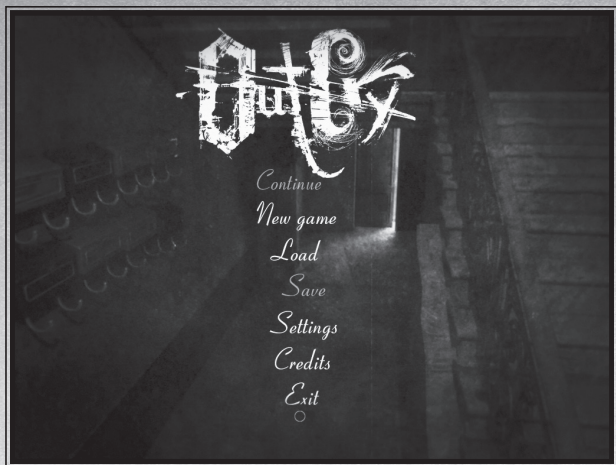 OutCry
Continue
New game
Load
Save
Settings
Credits
Exit